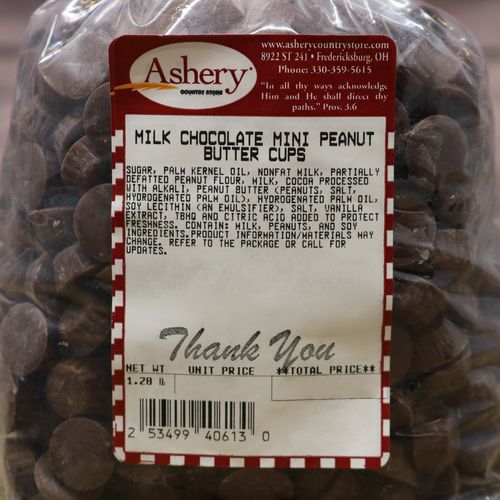 Ashery
COUNTRY STORE
www.asherycountrystore.com
8922 ST 241 • Fredericksburg, OH
Phone: 330-359-5615
"In all thy ways acknowledge
Him and He shall direct thy
paths." Prov. 3:6
MILK CHOCOLATE MINI PEANUT
BUTTER CUPS
SUGAR, PALM KERNEL OIL, NONFAT MILK, PARTIALLY
DEFATTED PEANUT FLOUR, MILK, COCOA PROCESSED
WITH ALKALI, PEANUT BUTTER (PEANUTS, SALT,
HYDROGENATED PALM OIL), HYDROGENATED PALM OIL,
SOY LECITHIN (AN EMULSIFIER), SALT, VANILLA
EXTRACT, TBHQ AND CITRIC ACID ADDED TO PROTECT
FRESHNESS. CONTAINS MILK, PEANUTS, AND SOY
INGREDIENTS.PRODUCT INFORMATION/MATERIALS MAY
CHANGE, REFER TO THE PACKAGE OR CALL FOR
UPDATES.
Thank You
NET WT UNIT PRICE **TOTAL PRICE**
1.20 lb
2 53499 40613 0